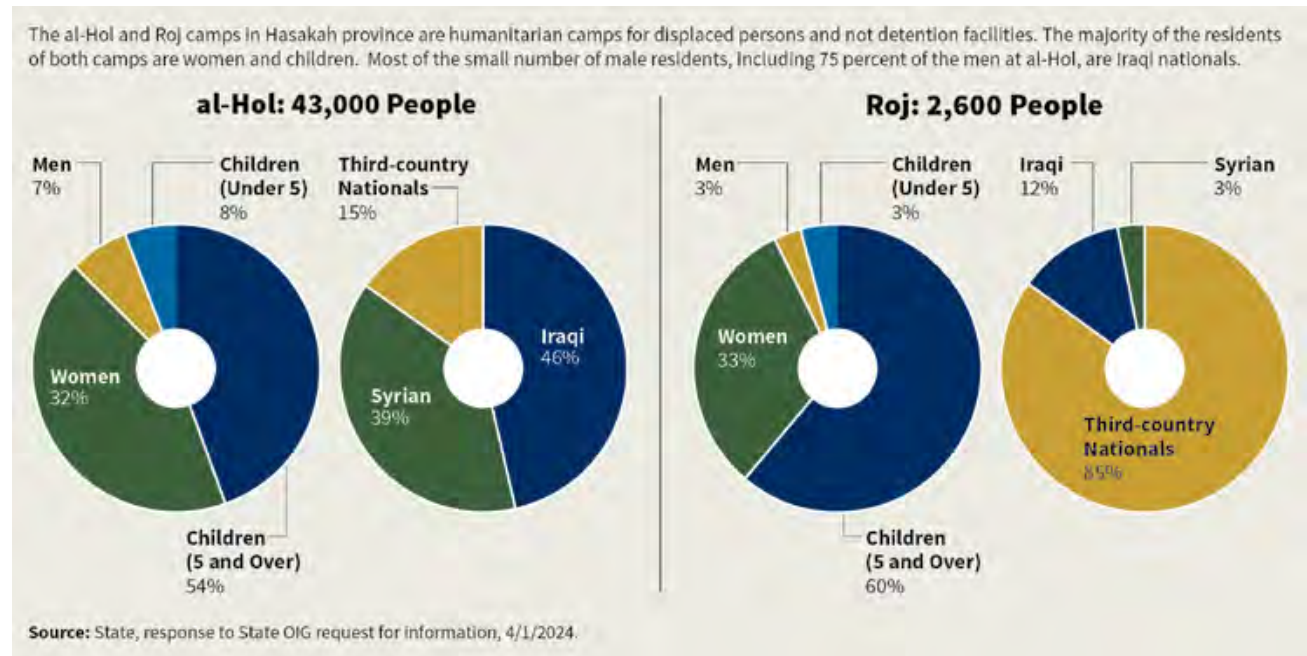 The al-Hol and Roj camps in Hasakah province are humanitarian camps for displaced persons and not detention facilities. The majority of the residents
of both camps are women and children. Most of the small number of male residents, including 75 percent of the men at al-Hol, are Iraqi nationals.
al-Hol: 43,000 People
Men
7%
Children
(Under 5)
8%
Third-country
Nationals
15%
Women
32%
Syrian
39%
Iraqi
46%
Children
(5 and Over)
54%
Roj: 2,600 People
Men
3%
Children
(Under 5)
3%
Iraqi
12%
Syrian
3%
Women
33%
Third-country
Nationals
85%
Children
(5 and Over)
60%
Source: State, response to State OIG request for information, 4/1/2024.